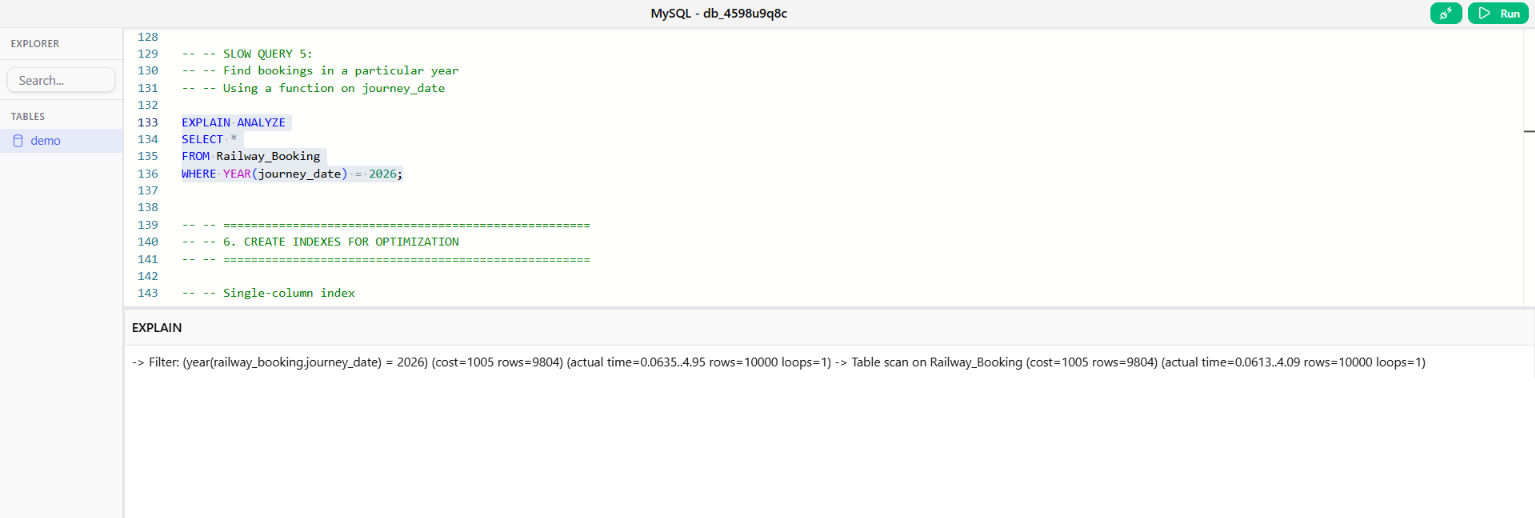 MySQL - db_4598u9q8c
Run
EXPLORER
Search...
TABLES
demo
128
129 -- -- SLOW QUERY 5:
130 -- -- Find bookings in a particular year
131 -- -- Using a function on journey_date
132
133 EXPLAIN ANALYZE
134 SELECT *
135 FROM Railway_Booking
136 WHERE YEAR(journey_date) = 2026;
137
138
139 -- -- =====================================================
140 -- -- 6. CREATE INDEXES FOR OPTIMIZATION
141 -- -- =====================================================
142
143 -- -- Single-column index
EXPLAIN
-> Filter: (year(railway_booking.journey_date) = 2026) (cost=1005 rows=9804) (actual time=0.0635..4.95 rows=10000 loops=1) -> Table scan on Railway_Booking (cost=1005 rows=9804) (actual time=0.0613..4.09 rows=10000 loops=1)